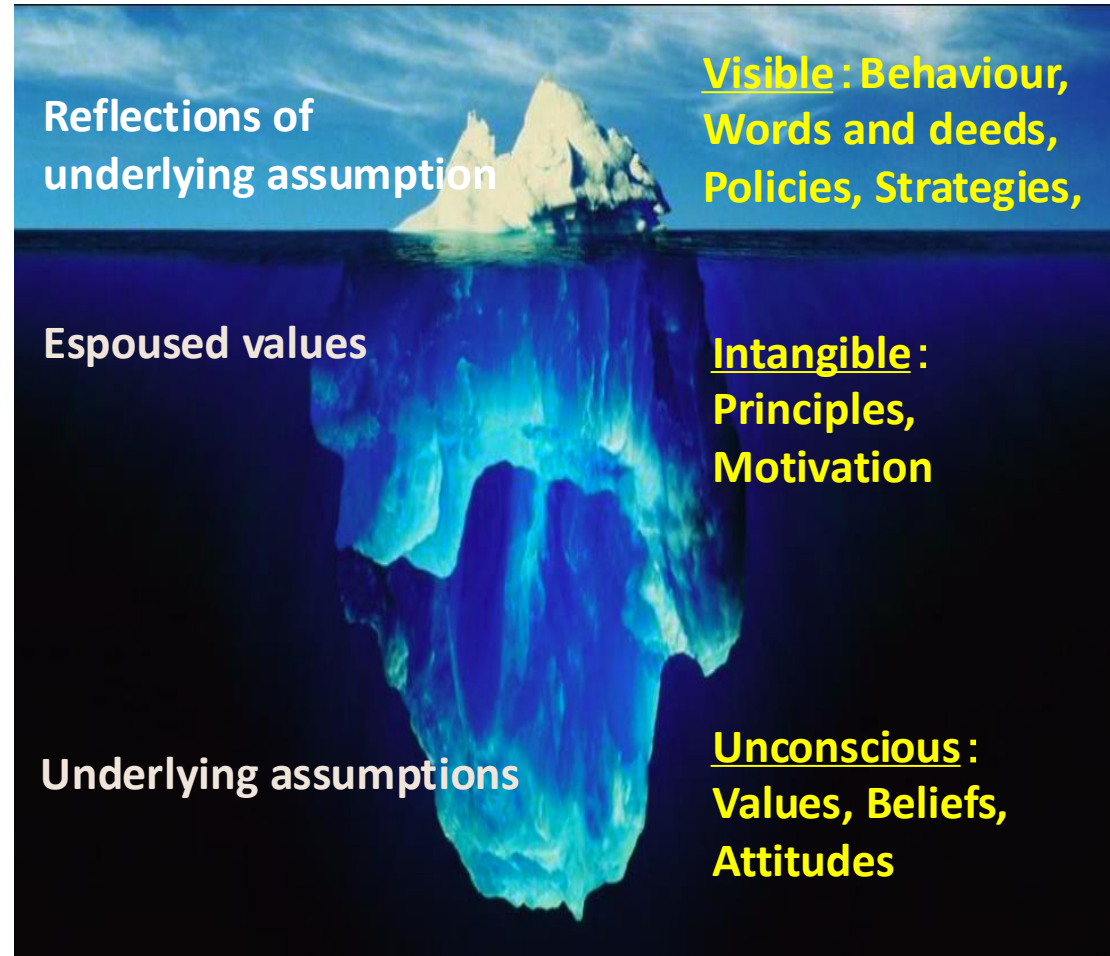 Reflections of
underlying assumption
Visible : Behaviour,
Words and deeds,
Policies, Strategies,
Espoused values
Intangible :
Principles,
Motivation
Underlying assumptions
Unconscious :
Values, Beliefs,
Attitudes